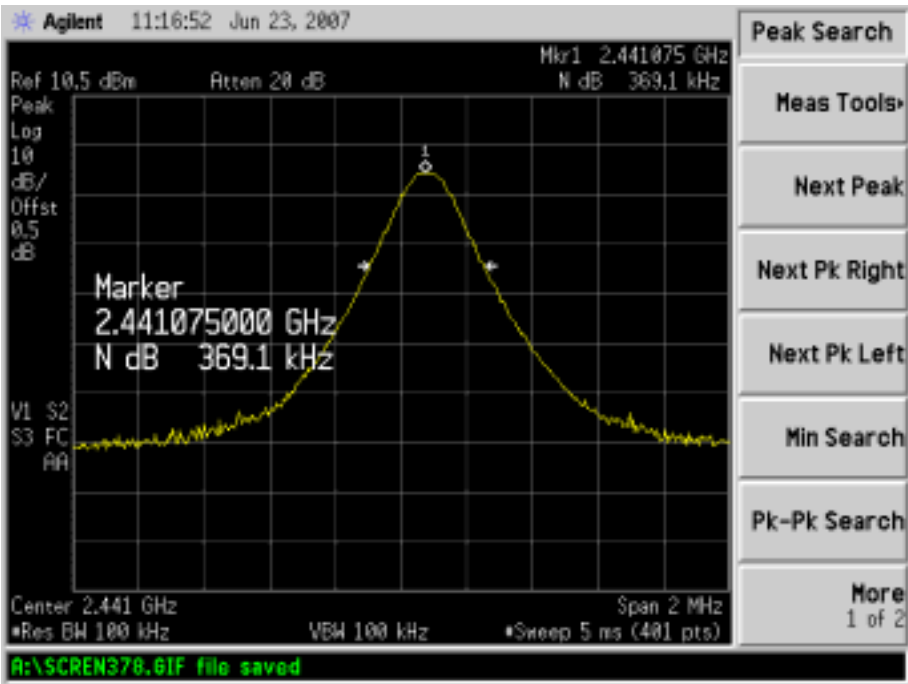 Agilent 11:16:52 Jun 23, 2007
Peak Search
Mkr1 2.441075 GHz
Ref 10.5 dBm Atten 20 dB N dB 369.1 kHz
Peak
Log
10
dB/
Offst
0.5
dB
1
Marker
2.441075000 GHz
N dB 369.1 kHz
V1 S2
S3 FC
AA
Center 2.441 GHz Span 2 MHz
#Res BW 100 kHz VBW 100 kHz #Sweep 5 ms (401 pts)
A:\SCREN378.GIF file saved
Meas Tools
Next Peak
Next Pk Right
Next Pk Left
Min Search
Pk-Pk Search
More
1 of 2